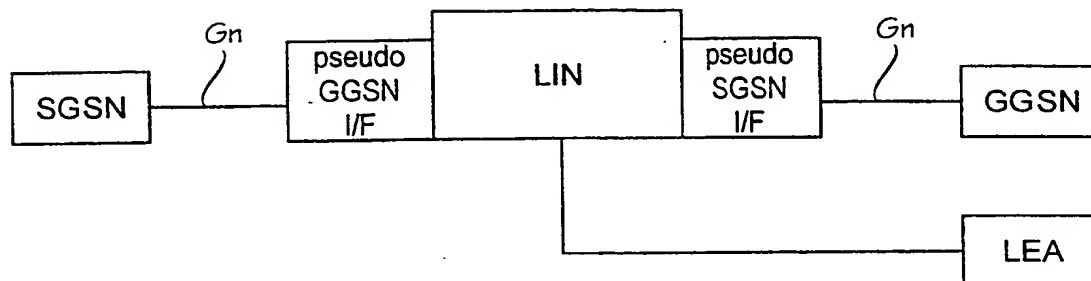 Gn
Gn
SGSN
pseudo
GGSN
I/F
LIN
pseudo
SGSN
I/F
GGSN
LEA